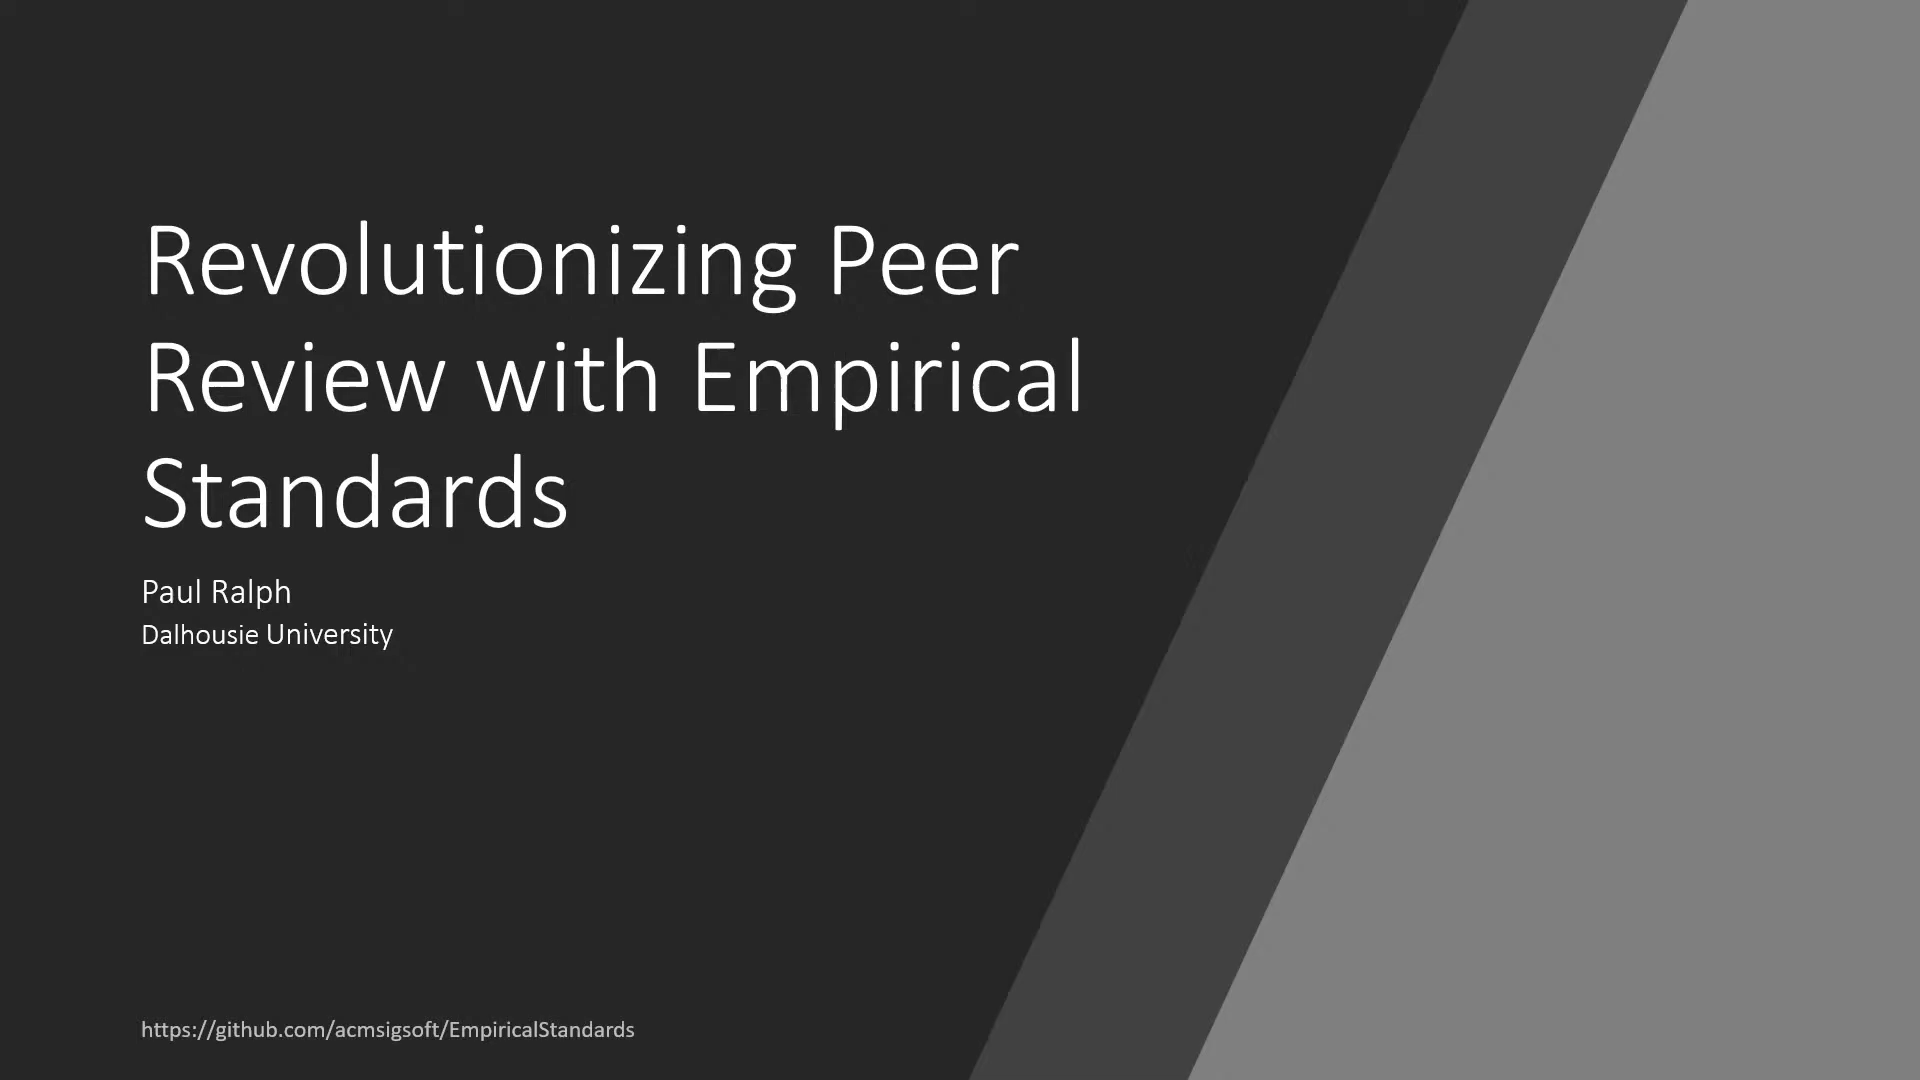 Revolutionizing Peer
Review with Empirical
Standards
Paul Ralph
Dalhousie University
https://github.com/acmsigsoft/EmpiricalStandards